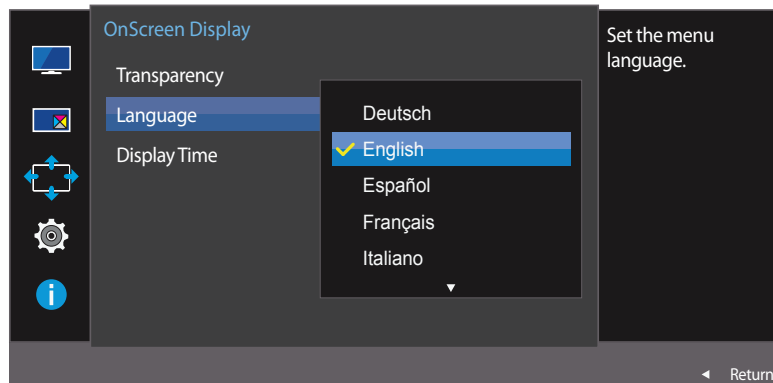 OnScreen Display
Transparency
Language
Display Time
Deutsch
English
Español
Français
Italiano
Set the menu
language.
Return